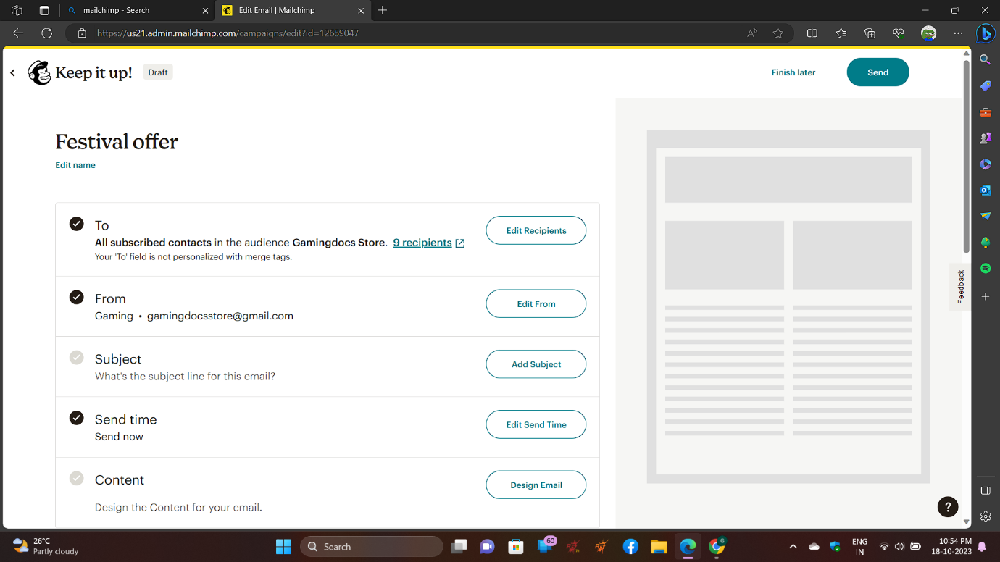 mailchimp - Search
Edit Email | Mailchimp
https://us21.admin.mailchimp.com/campaigns/edit?id=12659047
Keep it up!
Draft
Finish later
Send
Festival offer
Edit name
To
All subscribed contacts in the audience Gamingdocs Store. 9 recipients
Your 'To' field is not personalized with merge tags.
Edit Recipients
From
Gaming • gamingdocsstore@gmail.com
Edit From
Subject
What's the subject line for this email?
Add Subject
Send time
Send now
Edit Send Time
Content
Design the Content for your email.
Design Email
Feedback
?
26°C
Partly cloudy
Search
60
G
ENG
IN
10:54 PM
18-10-2023